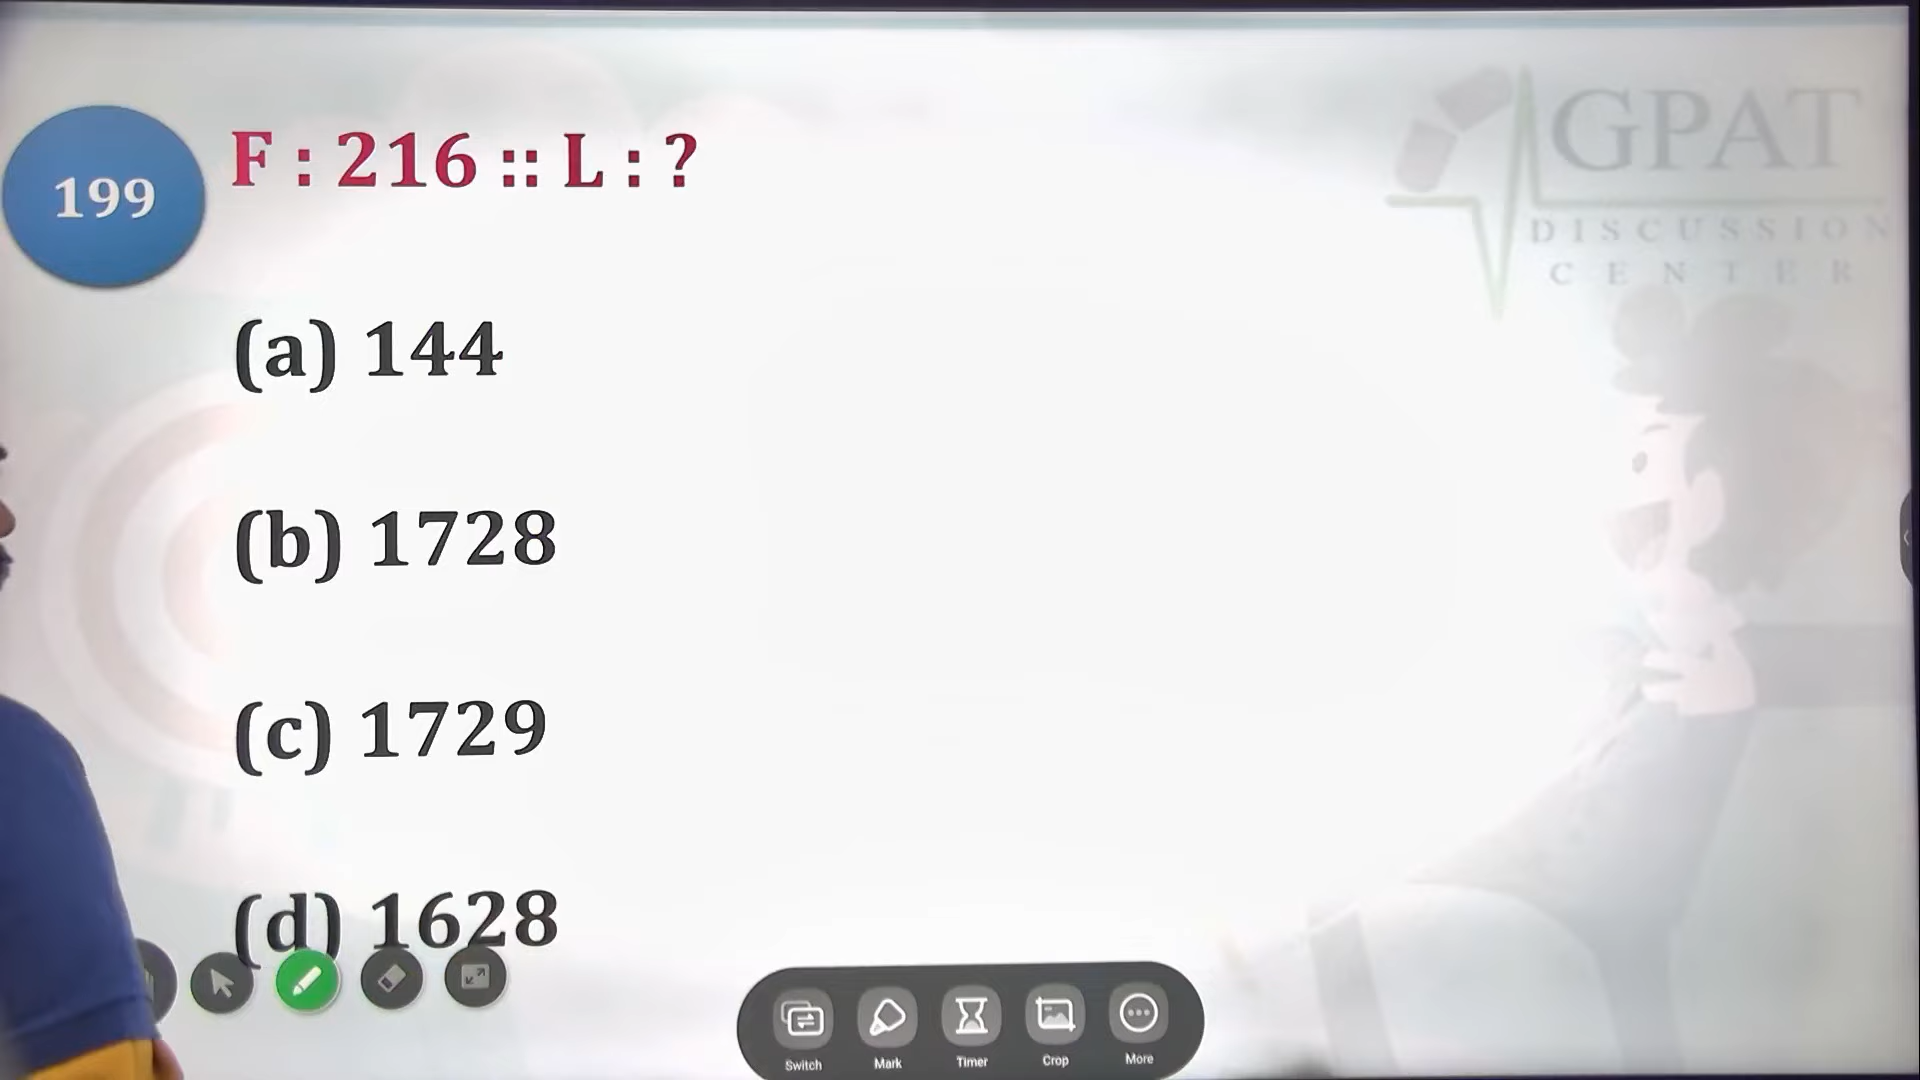 199
F : 216 :: L : ?
GPAT
DISCUSSION
CENTER
(a) 144
(b) 1728
(c) 1729
(d) 1628
Switch
Mark
Timer
Crop
More